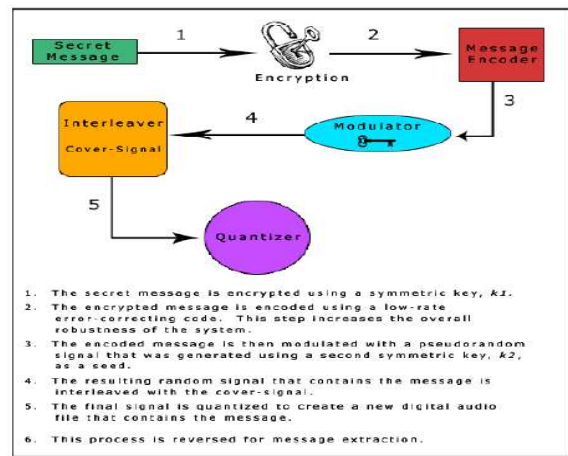 Secret
Message
1
Encryption
2
Message
Encoder
3
Modulator
4
Interleaver
Cover-Signal
5
Quantizer
1. The secret message is encrypted using a symmetric key, k1.
2. The encrypted message is encoded using a low-rate
error-correcting code. This step increases the overall
robustness of the system.
3. The encoded message is then modulated with a pseudorandom
signal that was generated using a second symmetric key, k2,
as a seed.
4. The resulting random signal that contains the message is
interleaved with the cover-signal.
5. The final signal is quantized to create a new digital audio
file that contains the message.
6. This process is reversed for message extraction.